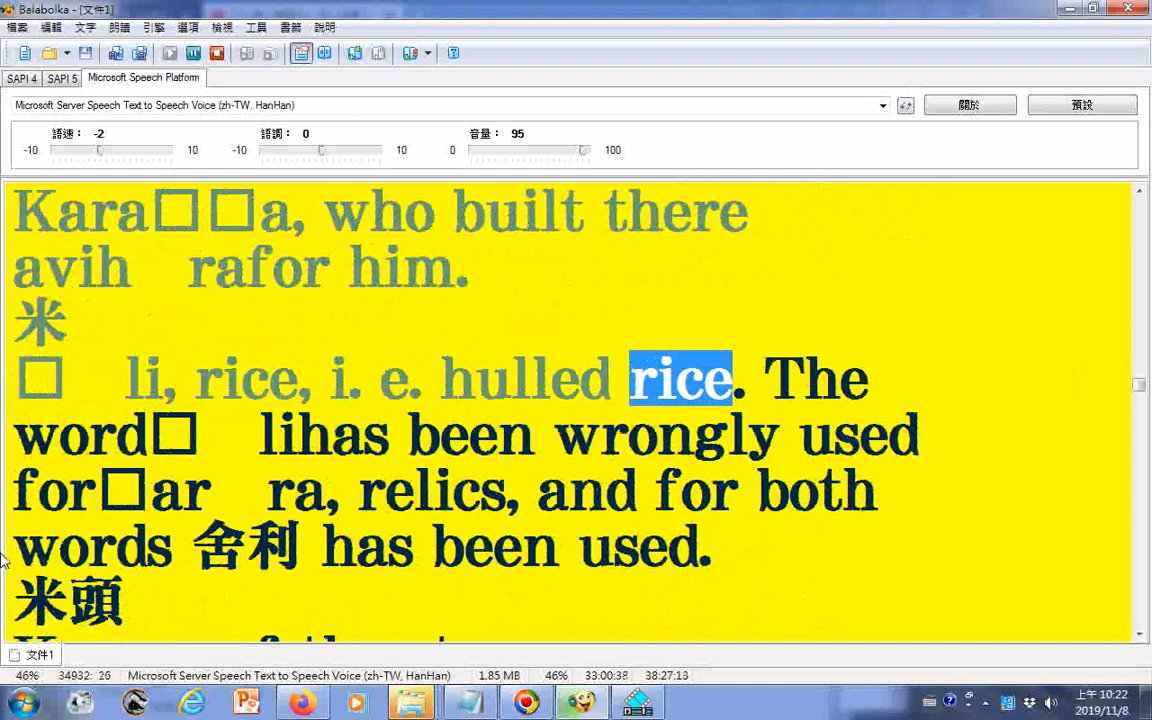 Balabolka - [文件1]
檔案 編輯 文字 朗讀 引擎 選項 檢視 工具 書籤 說明
SAPI 4 SAPI 5 Microsoft Speech Platform
Microsoft Server Speech Text to Speech Voice (zh-TW, HanHan) 關於 預設
語速： -2 語調： 0 音量： 95
-10 10 -10 10 0 100
Kara□□a, who built there
avih rafor him.
米
□ li, rice, i. e. hulled rice. The
word□ lihas been wrongly used
for□ar ra, relics, and for both
words 舍利 has been used.
米頭
文件1
46% 34932: 26 Microsoft Server Speech Text to Speech Voice (zh-TW, HanHan) 1.85 MB 46% 33:00:38 38:27:13
上午 10:22
2019/11/8